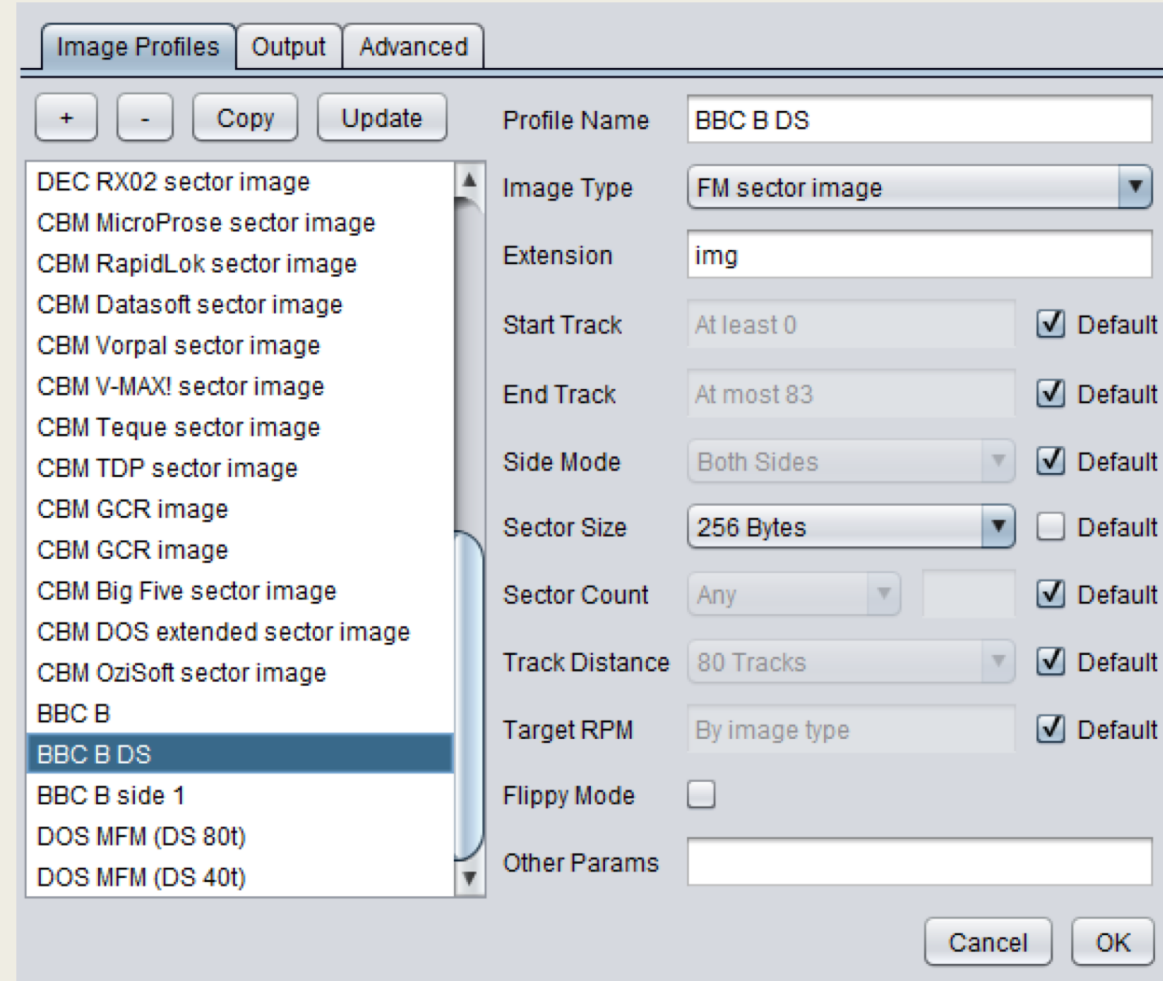 Image Profiles Output Advanced
+ - Copy Update
DEC RX02 sector image
CBM MicroProse sector image
CBM RapidLok sector image
CBM Datasoft sector image
CBM Vorpal sector image
CBM V-MAX! sector image
CBM Teque sector image
CBM TDP sector image
CBM GCR image
CBM GCR image
CBM Big Five sector image
CBM DOS extended sector image
CBM OziSoft sector image
BBC B
BBC B DS
BBC B side 1
DOS MFM (DS 80t)
DOS MFM (DS 40t)
Profile Name BBC B DS
Image Type FM sector image
Extension img
Start Track At least 0 Default
End Track At most 83 Default
Side Mode Both Sides Default
Sector Size 256 Bytes Default
Sector Count Any Default
Track Distance 80 Tracks Default
Target RPM By image type Default
Flippy Mode
Other Params
Cancel OK